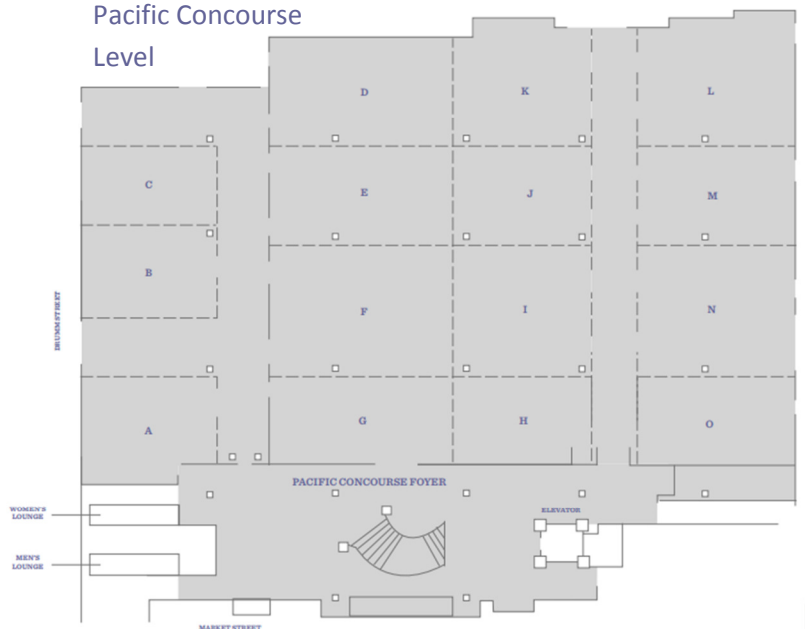 Pacific Concourse
Level
D
K
L
C
E
J
M
B
F
I
N
DRUMM STREET
A
G
H
O
PACIFIC CONCOURSE FOYER
WOMEN'S
LOUNGE
ELEVATOR
MEN'S
LOUNGE
MARKET STREET